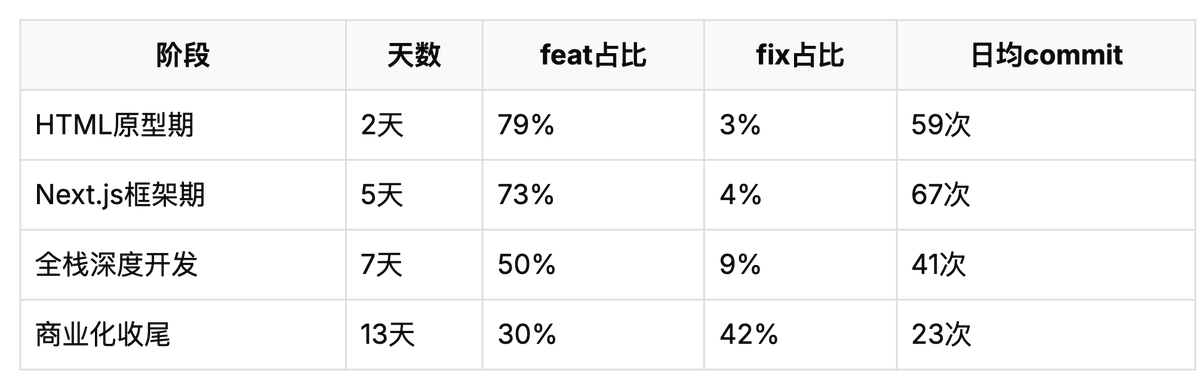 阶段 天数 feat占比 fix占比 日均commit
HTML原型期 2天 79% 3% 59次
Next.js框架期 5天 73% 4% 67次
全栈深度开发 7天 50% 9% 41次
商业化收尾 13天 30% 42% 23次